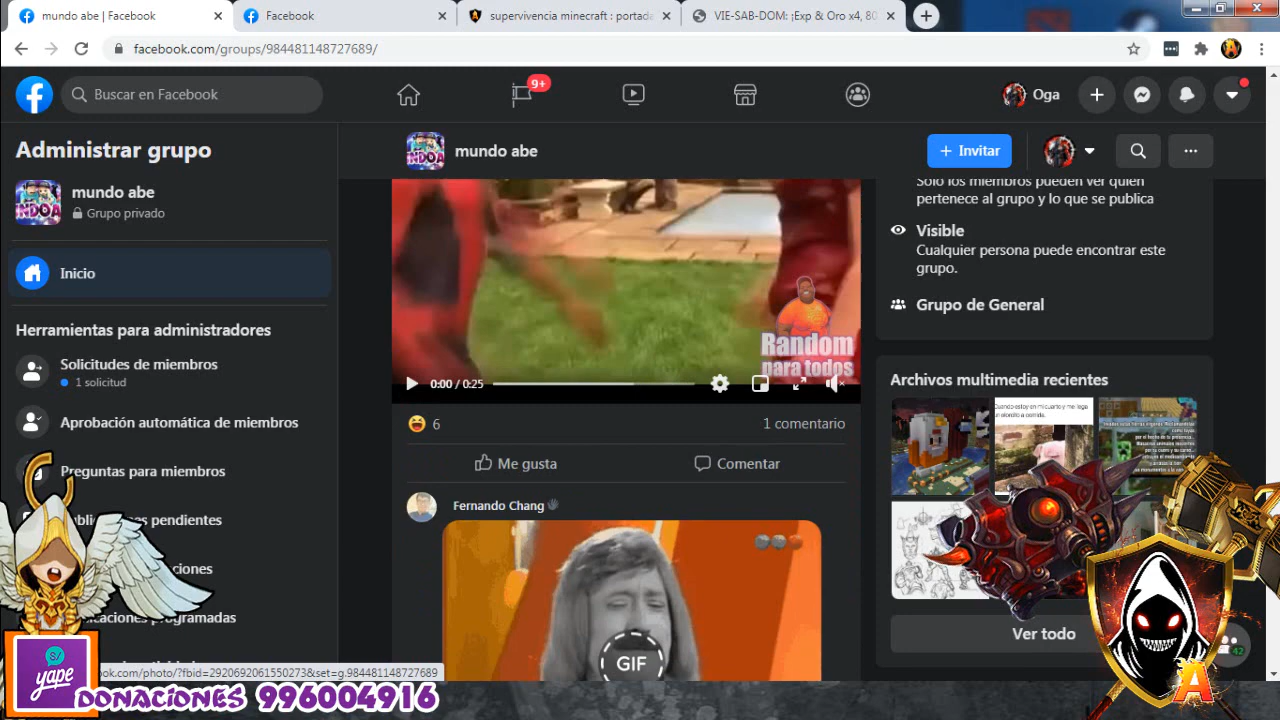 mundo abe | Facebook
Facebook
supervivencia minecraft : portade
VIE-SAB-DOM: ¡Exp & Oro x4, 80
facebook.com/groups/984481148727689/
Buscar en Facebook
9+
Oga
Administrar grupo
mundo abe
Grupo privado
Inicio
Herramientas para administradores
Solicitudes de miembros
1 solicitud
Aprobación automática de miembros
Preguntas para miembros
pendientes
ciones
programadas
ook.com/photo/?fbid=2920692061550273&set=g.984481148727689
S/
yape
DONACIONES 996004916
mundo abe
+ Invitar
Random
para todos
0:00 / 0:25
6
1 comentario
Me gusta
Comentar
Fernando Chang
GIF
Solo los miembros pueden ver quién
pertenece al grupo y lo que se publica
Visible
Cualquier persona puede encontrar este
grupo.
Grupo de General
Archivos multimedia recientes
Ver todo
42
A